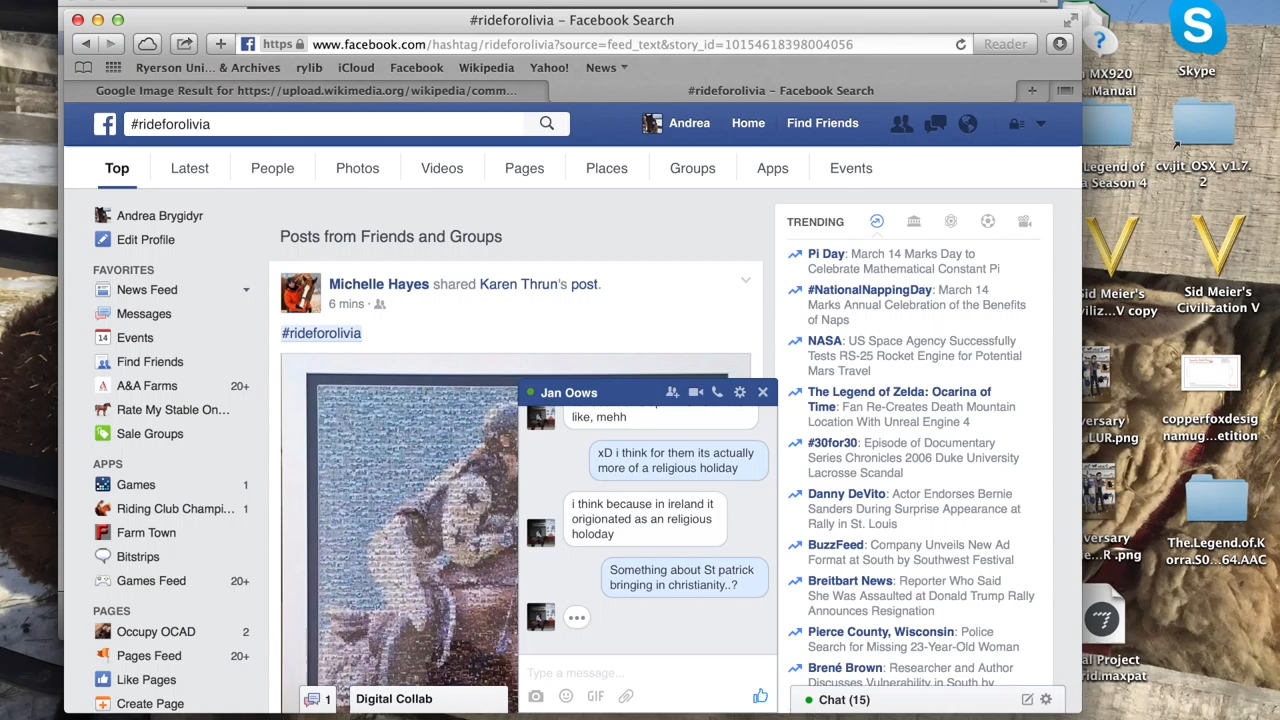 #rideforolivia – Facebook Search
https www.facebook.com/hashtag/rideforolivia?source=feed_text&story_id=10154618398004056
Reader
Ryerson Uni... & Archives rylib iCloud Facebook Wikipedia Yahoo! News
Google Image Result for https://upload.wikimedia.org/wikipedia/comm...
#rideforolivia – Facebook Search
#rideforolivia
Andrea Home Find Friends
Top Latest People Photos Videos Pages Places Groups Apps Events
Andrea Brygidyr
Edit Profile
FAVORITES
News Feed
Messages
14 Events
Find Friends
A&A Farms 20+
Rate My Stable On...
Sale Groups
APPS
Games 1
Riding Club Champi... 1
Farm Town
Bitstrips
Games Feed 20+
PAGES
Occupy OCAD 2
Pages Feed 20+
Like Pages
Create Page
Posts from Friends and Groups
Michelle Hayes shared Karen Thrun's post.
6 mins ·
#rideforolivia
Jan Oows
like, mehh
xD i think for them its actually
more of a religious holiday
i think because in ireland it
origionated as an religious
holoday
Something about St patrick
bringing in christianity..?
Type a message...
GIF
1 Digital Collab
TRENDING
Pi Day: March 14 Marks Day to
Celebrate Mathematical Constant Pi
#NationalNappingDay: March 14
Marks Annual Celebration of the Benefits
of Naps
NASA: US Space Agency Successfully
Tests RS-25 Rocket Engine for Potential
Mars Travel
The Legend of Zelda: Ocarina of
Time: Fan Re-Creates Death Mountain
Location With Unreal Engine 4
#30for30: Episode of Documentary
Series Chronicles 2006 Duke University
Lacrosse Scandal
Danny DeVito: Actor Endorses Bernie
Sanders During Surprise Appearance at
Rally in St. Louis
BuzzFeed: Company Unveils New Ad
Format at South by Southwest Festival
Breitbart News: Reporter Who Said
She Was Assaulted at Donald Trump Rally
Announces Resignation
Pierce County, Wisconsin: Police
Search for Missing 23-Year-Old Woman
Brené Brown: Researcher and Author
Discusses Vulnerability in South by
Chat (15)
MX920
...Manual
Skype
Legend of
a Season 4
cv.jit_OSX_v1.7.
2
Sid Meier's
iviliz...V copy
Sid Meier's
Civilization V
versary
...LUR.png
copperfoxdesig
namug...etition
versary
...R .png
The.Legend.of.K
orra.S0...64.AAC
al Project
rid.maxpat